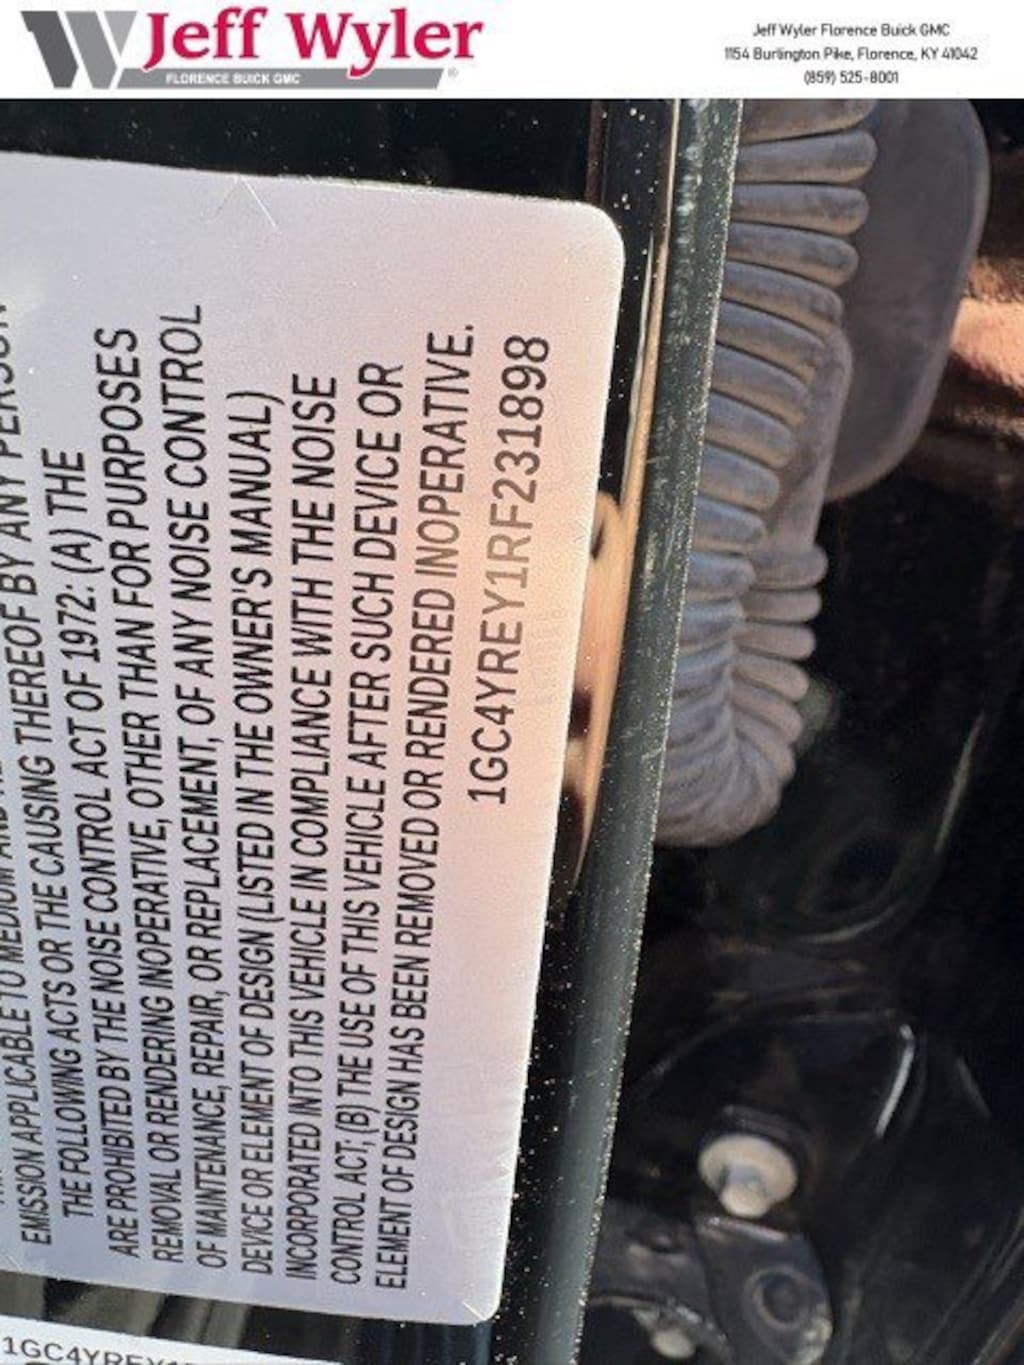 Jeff Wyler
FLORENCE BUICK GMC
Jeff Wyler Florence Buick GMC
1154 Burlington Pike, Florence, KY 41042
(859) 525-8001
EMISSION APPLICABLE TO MEDIUM AND
THE FOLLOWING ACTS OR THE CAUSING THEREOF BY ANY PERSON
ARE PROHIBITED BY THE NOISE CONTROL ACT OF 1972: (A) THE
REMOVAL OR RENDERING INOPERATIVE, OTHER THAN FOR PURPOSES
OF MAINTENANCE, REPAIR, OR REPLACEMENT, OF ANY NOISE CONTROL
DEVICE OR ELEMENT OF DESIGN (LISTED IN THE OWNER'S MANUAL)
INCORPORATED INTO THIS VEHICLE IN COMPLIANCE WITH THE NOISE
CONTROL ACT; (B) THE USE OF THIS VEHICLE AFTER SUCH DEVICE OR
ELEMENT OF DESIGN HAS BEEN REMOVED OR RENDERED INOPERATIVE.
1GC4YREY1RF231898
1GC4YREY1